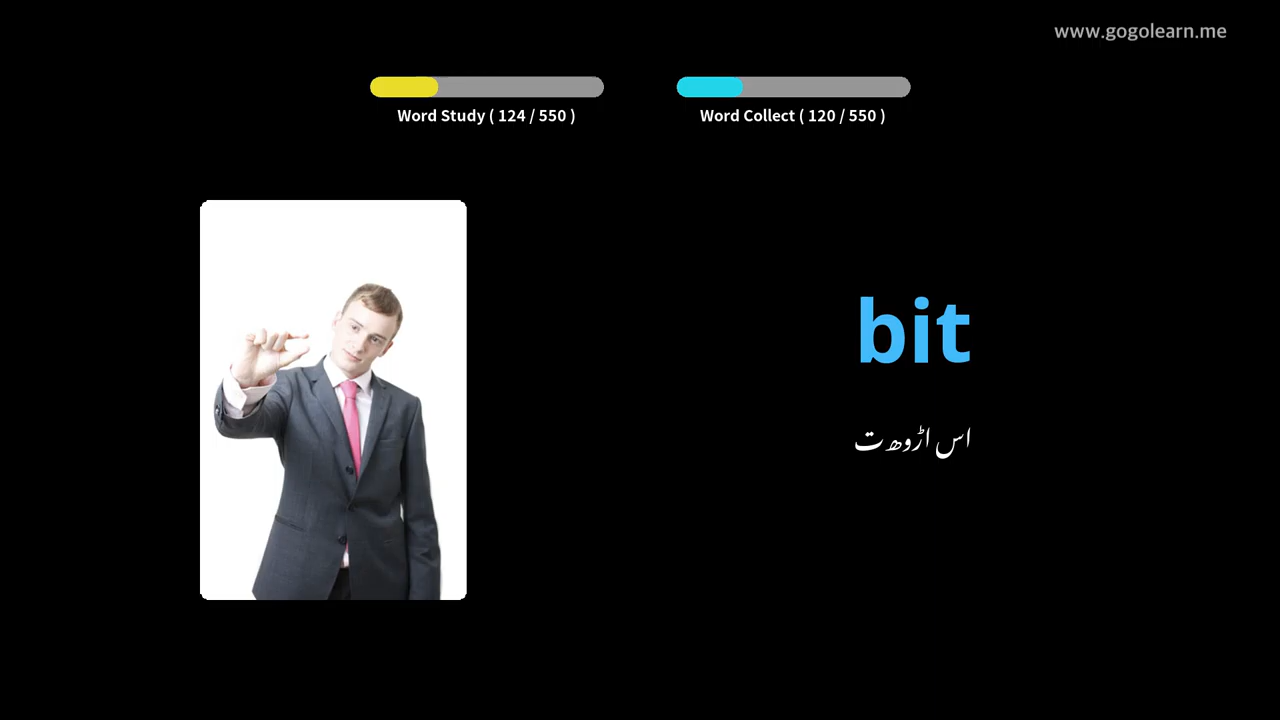 www.gogolearn.me
Word Study ( 124 / 550 )
Word Collect ( 120 / 550 )
bit
اس اڑوھ ت